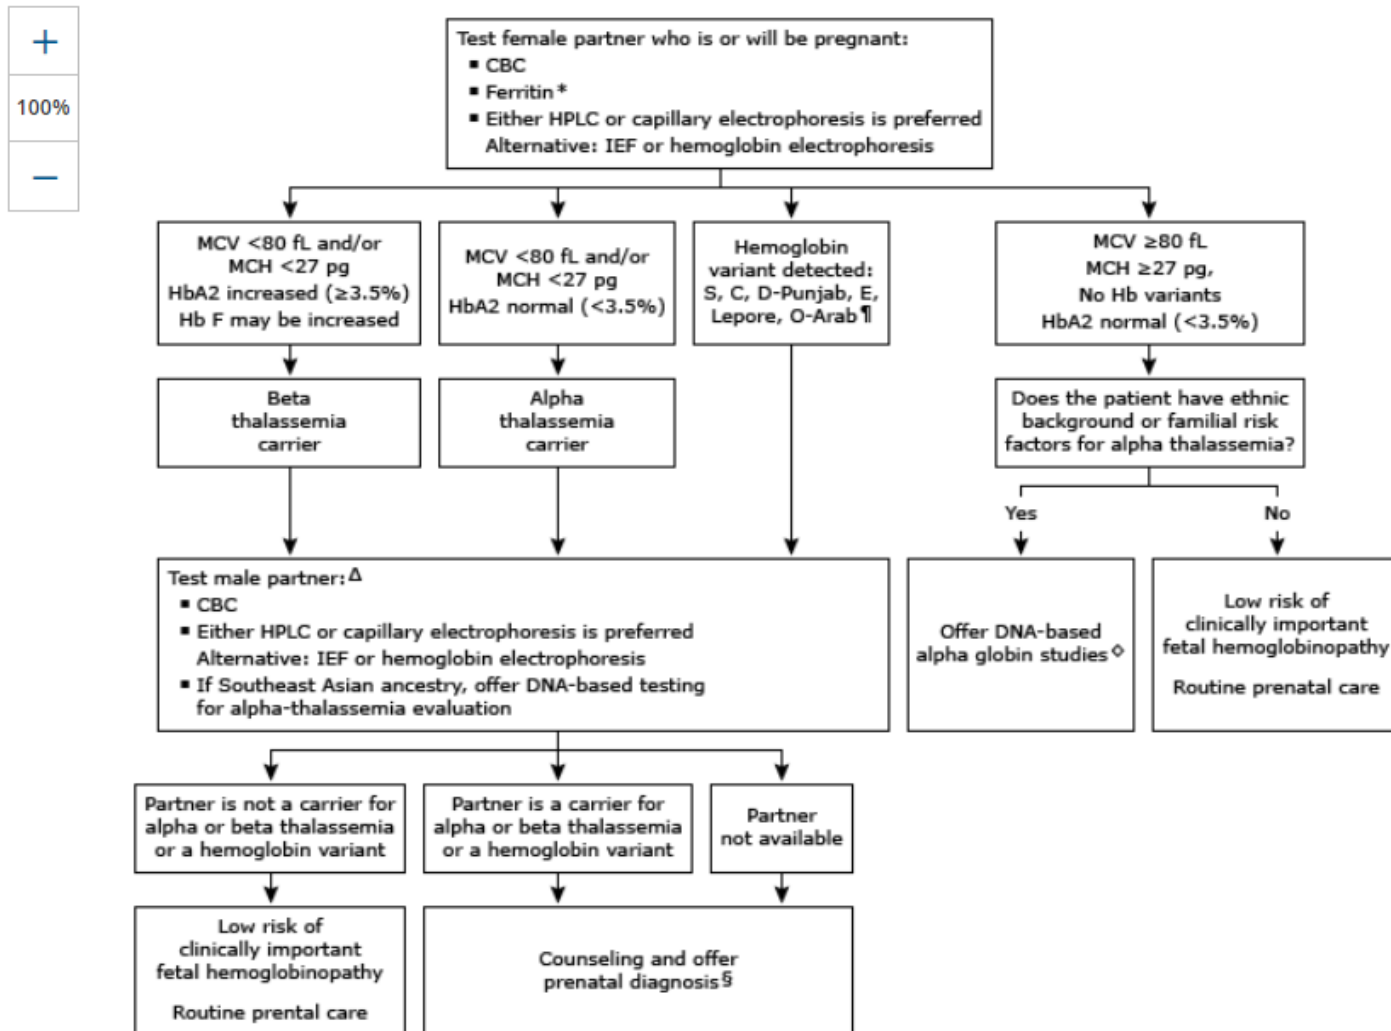 +
100%
−
Test female partner who is or will be pregnant:
▪ CBC
▪ Ferritin*
▪ Either HPLC or capillary electrophoresis is preferred
Alternative: IEF or hemoglobin electrophoresis
MCV <80 fL and/or
MCH <27 pg
HbA2 increased (≥3.5%)
Hb F may be increased
MCV <80 fL and/or
MCH <27 pg
HbA2 normal (<3.5%)
Hemoglobin
variant detected:
S, C, D-Punjab, E,
Lepore, O-Arab¶
MCV ≥80 fL
MCH ≥27 pg,
No Hb variants
HbA2 normal (<3.5%)
Beta
thalassemia
carrier
Alpha
thalassemia
carrier
Does the patient have ethnic
background or familial risk
factors for alpha thalassemia?
Yes
No
Test male partner:Δ
▪ CBC
▪ Either HPLC or capillary electrophoresis is preferred
Alternative: IEF or hemoglobin electrophoresis
▪ If Southeast Asian ancestry, offer DNA-based testing
for alpha-thalassemia evaluation
Offer DNA-based
alpha globin studies◊
Low risk of
clinically important
fetal hemoglobinopathy
Routine prenatal care
Partner is not a carrier for
alpha or beta thalassemia
or a hemoglobin variant
Partner is a carrier for
alpha or beta thalassemia
or a hemoglobin variant
Partner
not available
Low risk of
clinically important
fetal hemoglobinopathy
Routine prental care
Counseling and offer
prenatal diagnosis§